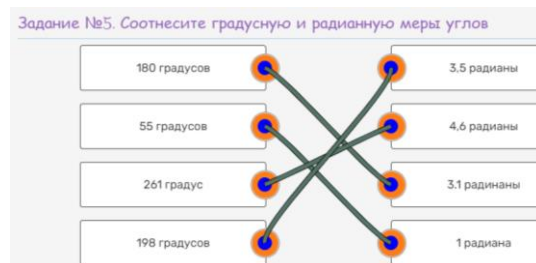 Задание №5. Соотнесите градусную и радианную меры углов
180 градусов
3,5 радианы
55 градусов
4,6 радианы
261 градус
3.1 радинаны
198 градусов
1 радиана